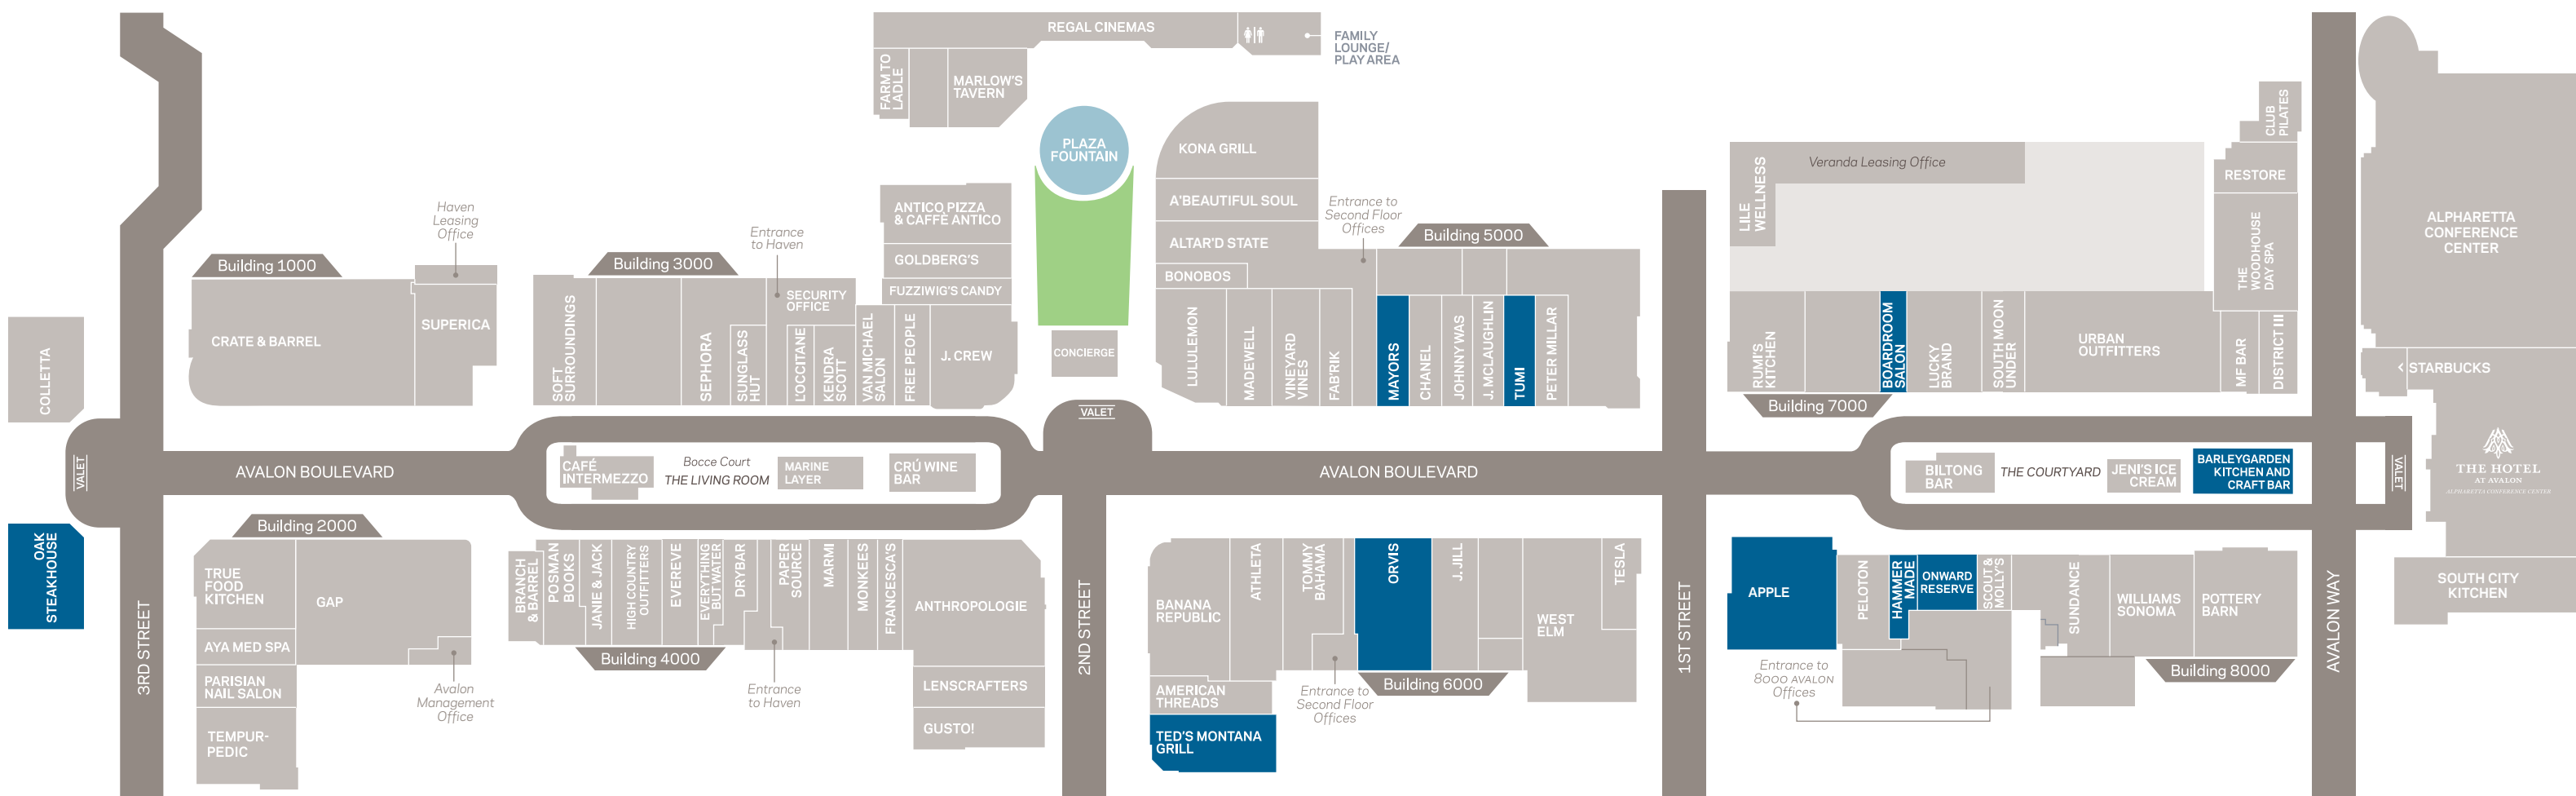 REGAL CINEMAS
FAMILY
LOUNGE/
PLAY AREA
FARM TO
LADLE
MARLOW'S
TAVERN
PLAZA
FOUNTAIN
CONCIERGE
VALET
Haven
Leasing
Office
Building 1000
CRATE & BARREL
SUPERICA
COLLETTA
Building 3000
Entrance
to Haven
SOFT
SURROUNDINGS
SEPHORA
SUNGLASS
HUT
SECURITY
OFFICE
L'OCCITANE
KENDRA
SCOTT
VAN MICHAEL
SALON
FREE PEOPLE
J. CREW
ANTICO PIZZA
& CAFFÈ ANTICO
GOLDBERG'S
FUZZIWIG'S CANDY
KONA GRILL
A'BEAUTIFUL SOUL
ALTAR'D STATE
BONOBOS
Entrance to
Second Floor
Offices
Building 5000
LULULEMON
MADEWELL
VINEYARD
VINES
FAB'RIK
MAYORS
CHANEL
JOHNNY WAS
J. MCLAUGHLIN
TUMI
PETER MILLAR
LILE
WELLNESS
Veranda Leasing Office
CLUB
PILATES
RESTORE
THE
WOODHOUSE
DAY SPA
RUMI'S
KITCHEN
BOARDROOM
SALON
LUCKY
BRAND
SOUTH MOON
UNDER
URBAN
OUTFITTERS
MF BAR
DISTRICT III
Building 7000
ALPHARETTA
CONFERENCE
CENTER
< STARBUCKS
THE HOTEL
AT AVALON
ALPHARETTA CONFERENCE CENTER
SOUTH CITY
KITCHEN
VALET
AVALON BOULEVARD
CAFÉ
INTERMEZZO
Bocce Court
THE LIVING ROOM
MARINE
LAYER
CRÚ WINE
BAR
AVALON BOULEVARD
BILTONG
BAR
THE COURTYARD
JENI'S ICE
CREAM
BARLEYGARDEN
KITCHEN AND
CRAFT BAR
VALET
OAK
STEAKHOUSE
3RD STREET
Building 2000
TRUE
FOOD
KITCHEN
GAP
AYA MED SPA
PARISIAN
NAIL SALON
TEMPUR-
PEDIC
Avalon
Management
Office
BRANCH
& BARREL
POSMAN
BOOKS
JANIE & JACK
HIGH COUNTRY
OUTFITTERS
EVEREVE
EVERYTHING
BUT WATER
DRYBAR
PAPER
SOURCE
MARMI
MONKEES
FRANCESCA'S
ANTHROPOLOGIE
Building 4000
Entrance
to Haven
LENSCRAFTERS
GUSTO!
2ND STREET
BANANA
REPUBLIC
ATHLETA
TOMMY
BAHAMA
ORVIS
J. JILL
WEST
ELM
TESLA
AMERICAN
THREADS
TED'S MONTANA
GRILL
Entrance to
Second Floor
Offices
Building 6000
1ST STREET
APPLE
PELOTON
HAMMER
MADE
ONWARD
RESERVE
SCOUT &
MOLLY'S
SUNDANCE
WILLIAMS
SONOMA
POTTERY
BARN
Entrance to
8000 AVALON
Offices
Building 8000
AVALON WAY